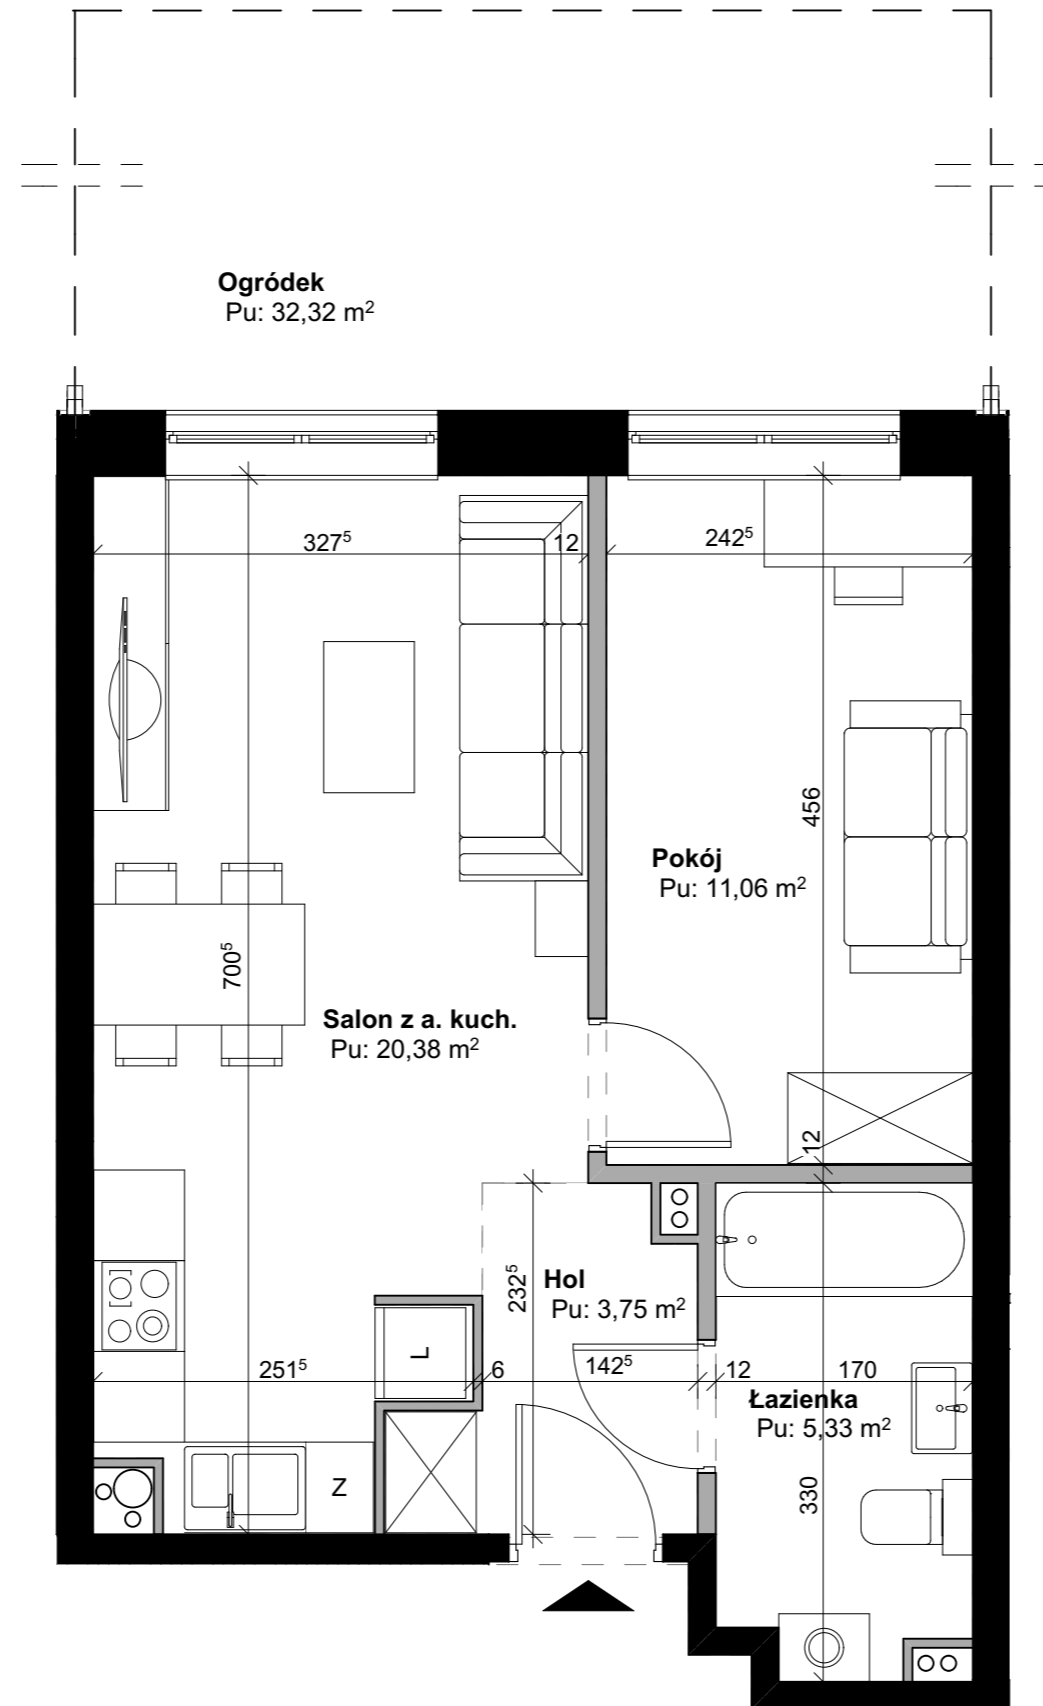 Ogródek
Pu: 32,32 m²
327⁵
12
242⁵
456
Pokój
Pu: 11,06 m²
700⁵
Salon z a. kuch.
Pu: 20,38 m²
12
232⁵
Hol
Pu: 3,75 m²
L
251⁵
6
142⁵
12
170
Łazienka
Pu: 5,33 m²
Z
330